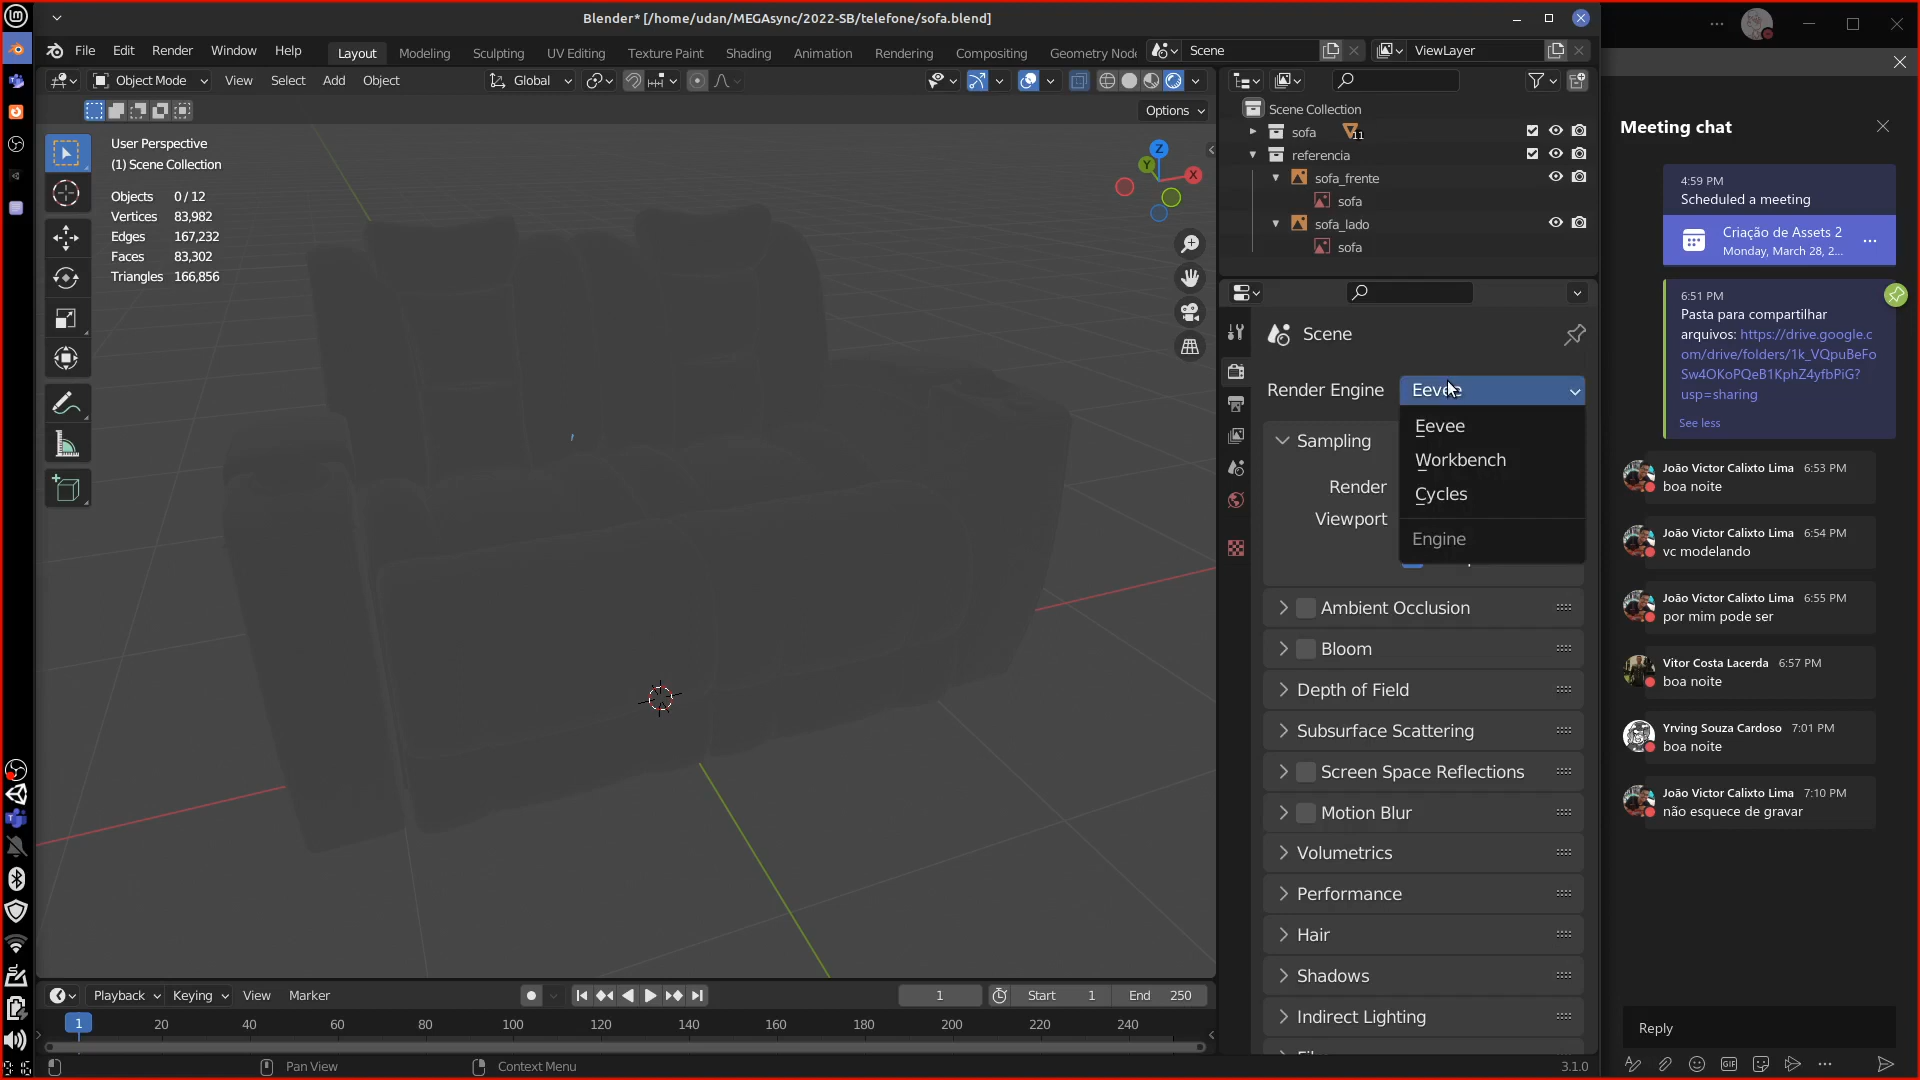 Blender* [/home/udan/MEGAsync/2022-SB/telefone/sofa.blend]
File Edit Render Window Help
Layout Modeling Sculpting UV Editing Texture Paint Shading Animation Rendering Compositing Geometry Node
Scene
ViewLayer
Object Mode View Select Add Object
Global
Options
User Perspective
(1) Scene Collection
Objects 0/12
Vertices 83,982
Edges 167,232
Faces 83,302
Triangles 166,856
Z
Y
X
Scene Collection
sofa 11
referencia
sofa_frente
sofa
sofa_lado
sofa
Scene
Render Engine Eevee
Eevee
Workbench
Cycles
Engine
Sampling
Render
Viewport
Ambient Occlusion
Bloom
Depth of Field
Subsurface Scattering
Screen Space Reflections
Motion Blur
Volumetrics
Performance
Hair
Shadows
Indirect Lighting
Playback Keying View Marker
1
Start 1
End 250
1 20 40 60 80 100 120 140 160 180 200 220 240
Pan View
Context Menu
3.1.0
Meeting chat
4:59 PM
Scheduled a meeting
Criação de Assets 2
Monday, March 28, 2...
6:51 PM
Pasta para compartilhar
arquivos: https://drive.google.c
om/drive/folders/1k_VQpuBeFo
Sw4OKoPQeB1KphZ4yfbPiG?
usp=sharing
See less
João Victor Calixto Lima 6:53 PM
boa noite
João Victor Calixto Lima 6:54 PM
vc modelando
João Victor Calixto Lima 6:55 PM
por mim pode ser
Vitor Costa Lacerda 6:57 PM
boa noite
Yrving Souza Cardoso 7:01 PM
boa noite
João Victor Calixto Lima 7:10 PM
não esquece de gravar
Reply
GIF